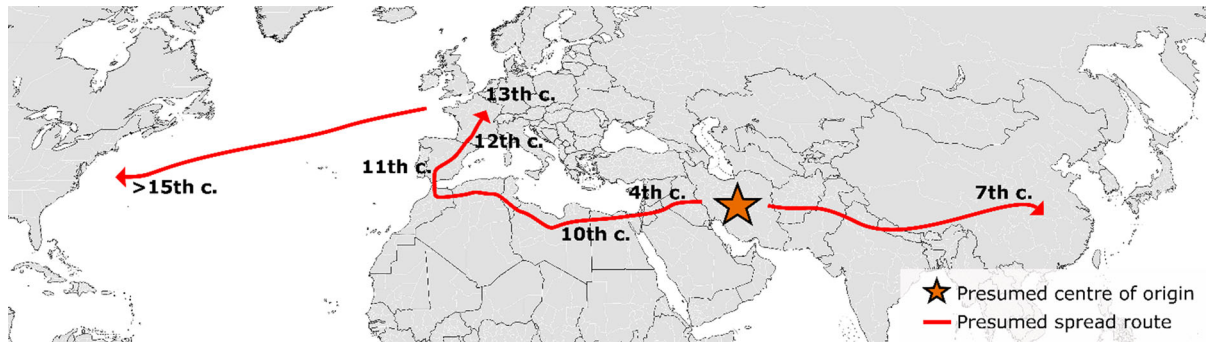 13th c.
12th c.
11th c.
>15th c.
4th c.
7th c.
10th c.
Presumed centre of origin
Presumed spread route